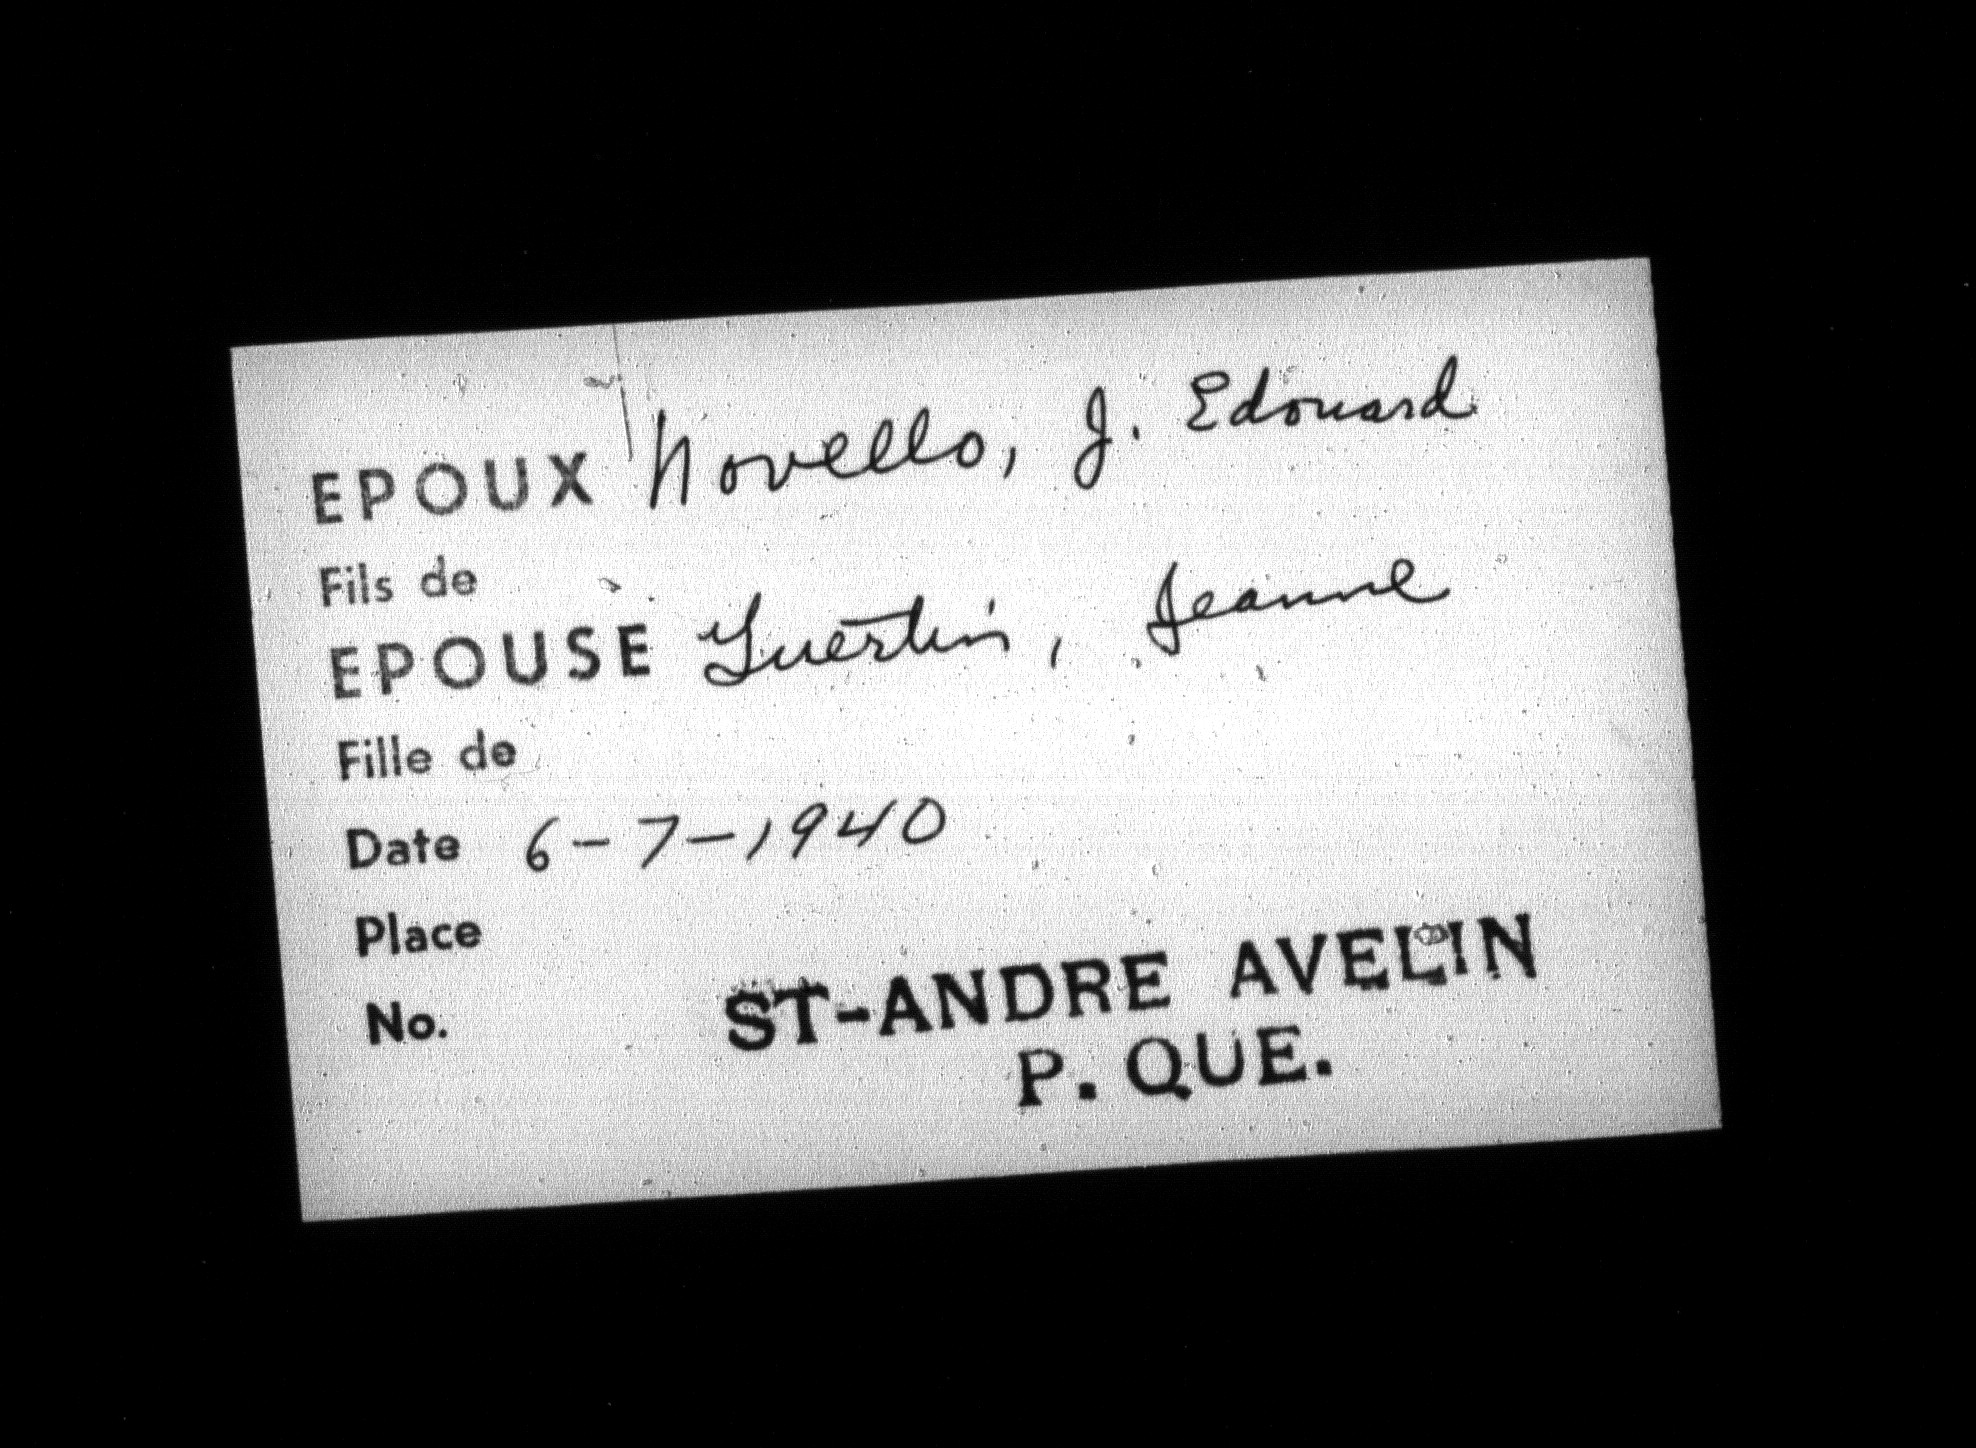 EPOUX Novello, J. Edouard
Fils de
EPOUSE Guertin, Jeanne
Fille de
Date 6-7-1940
Place
No.
ST-ANDRE AVELIN
P. QUE.